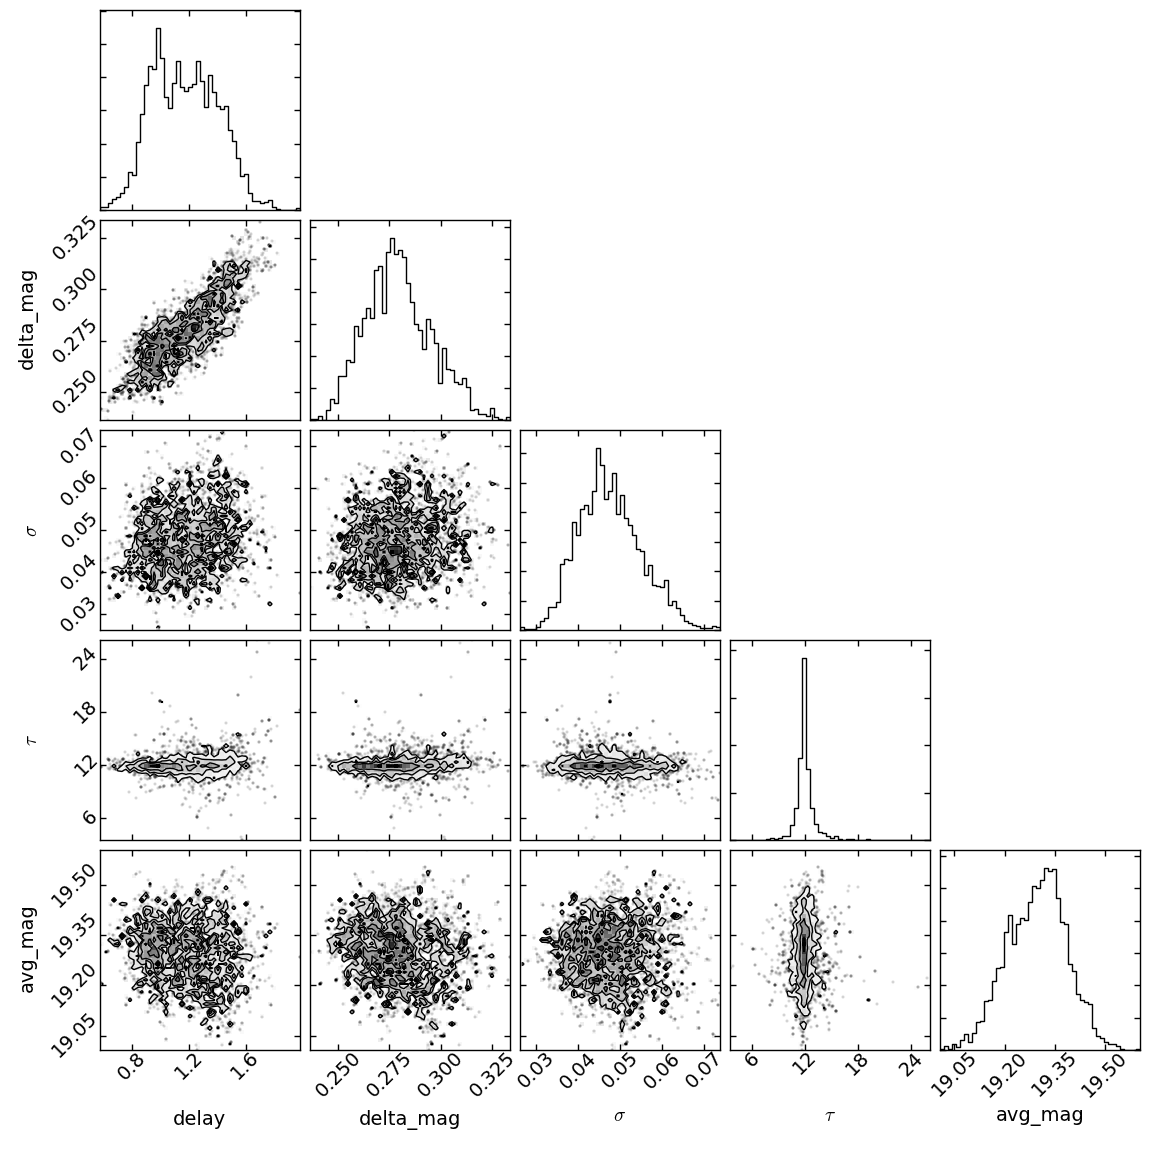 0.325
0.300
0.275
0.250
delta_mag
0.07
0.06
0.05
0.04
0.03
σ
24
18
12
6
τ
19.50
19.35
19.20
19.05
avg_mag
0.8 1.2 1.6
0.250 0.275 0.300 0.325
0.03 0.04 0.05 0.06 0.07
6 12 18 24
19.05 19.20 19.35 19.50
delay delta_mag σ τ avg_mag